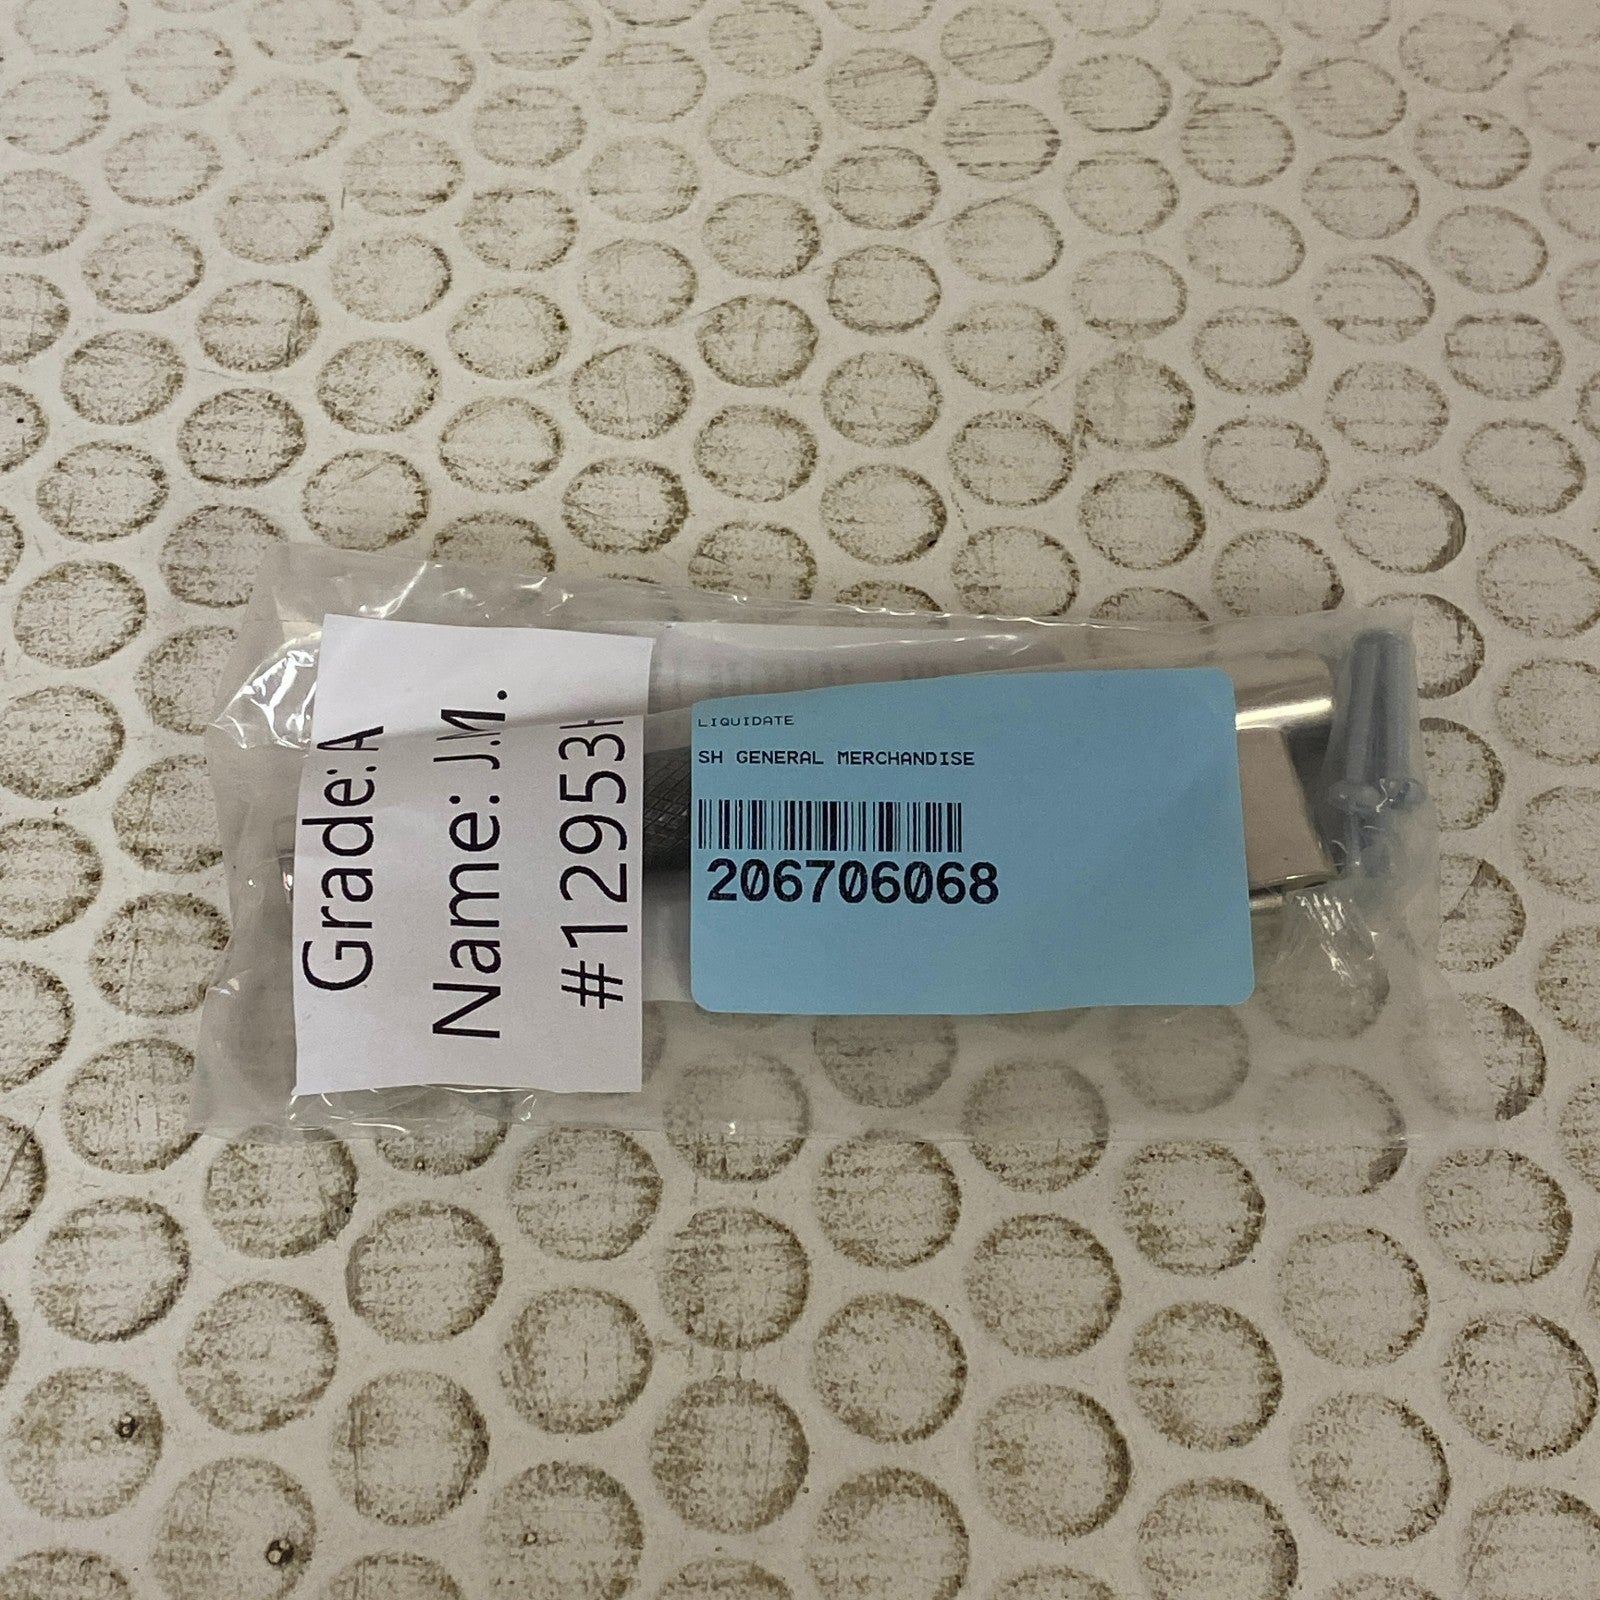 Grade: A
Name: J.M.
#12953
LIQUIDATE
SH GENERAL MERCHANDISE
206706068